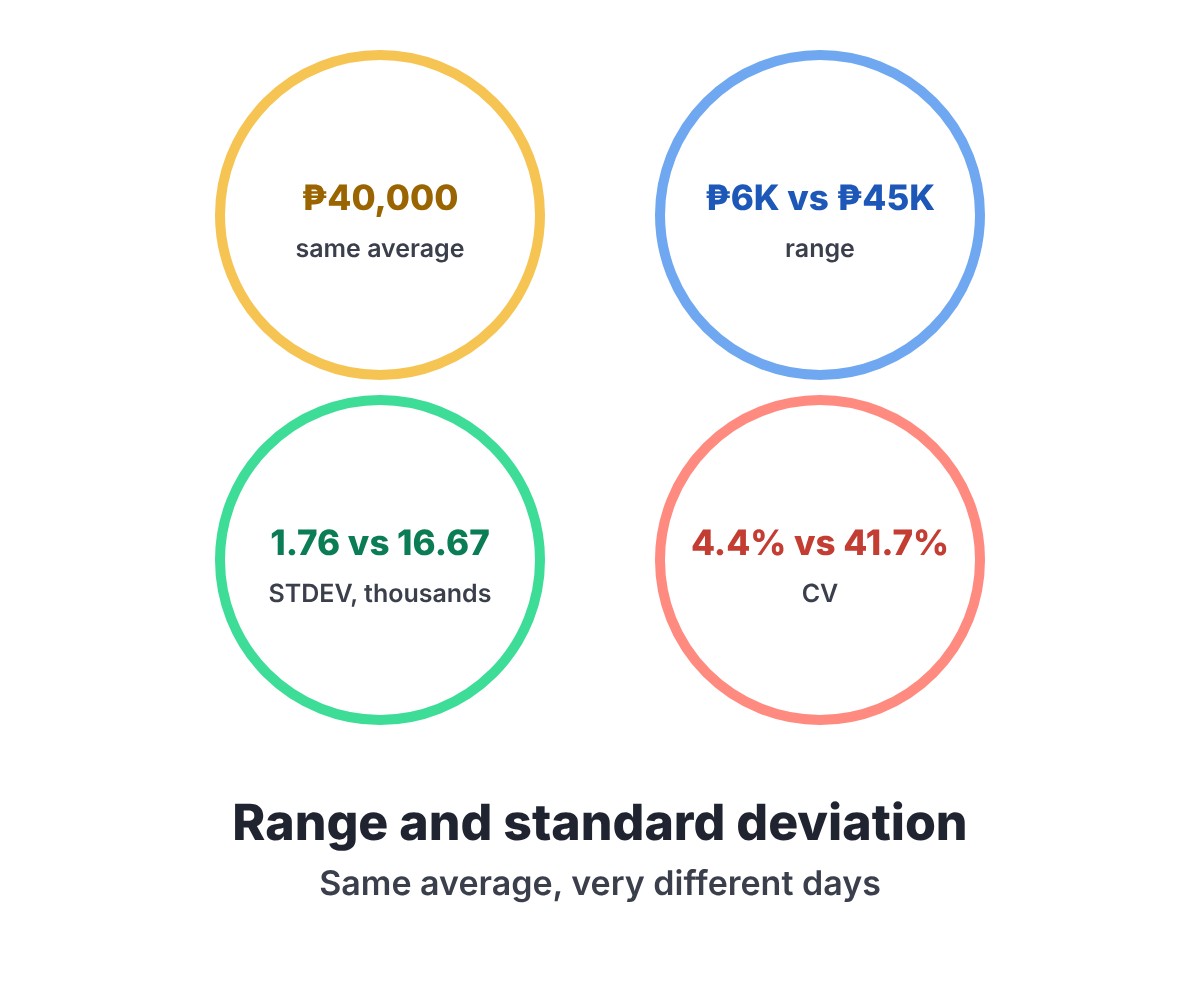 ₱40,000
same average
₱6K vs ₱45K
range
1.76 vs 16.67
STDEV, thousands
4.4% vs 41.7%
CV
Range and standard deviation
Same average, very different days